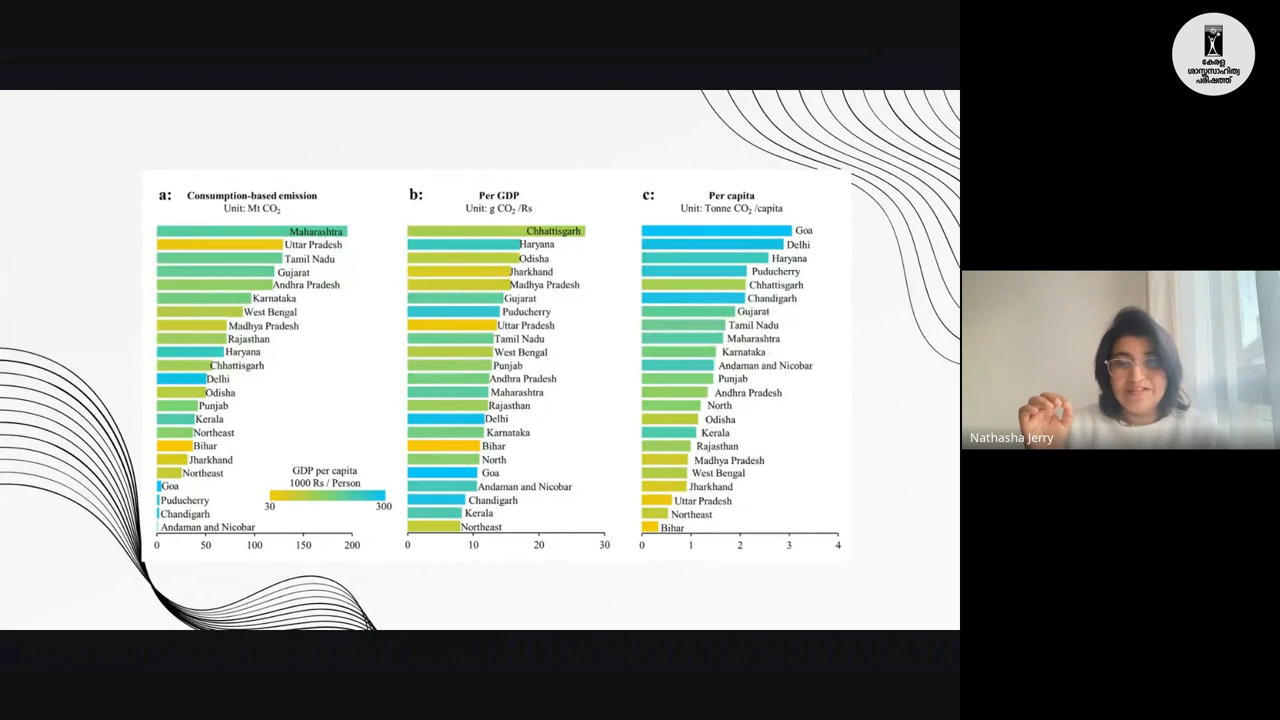 കേരള
ശാസ്ത്രസാഹിത്യ
പരിഷത്ത്
a: Consumption-based emission
Unit: Mt CO₂
Maharashtra
Uttar Pradesh
Tamil Nadu
Gujarat
Andhra Pradesh
Karnataka
West Bengal
Madhya Pradesh
Rajasthan
Haryana
Chhattisgarh
Delhi
Odisha
Punjab
Kerala
Northeast
Bihar
Jharkhand
Northeast
Goa
Puducherry
Chandigarh
Andaman and Nicobar
0 50 100 150 200
GDP per capita
1000 Rs / Person
30 300
b: Per GDP
Unit: g CO₂ /Rs
Chhattisgarh
Haryana
Odisha
Jharkhand
Madhya Pradesh
Gujarat
Puducherry
Uttar Pradesh
Tamil Nadu
West Bengal
Punjab
Andhra Pradesh
Maharashtra
Rajasthan
Delhi
Karnataka
Bihar
North
Goa
Andaman and Nicobar
Chandigarh
Kerala
Northeast
0 10 20 30
c: Per capita
Unit: Tonne CO₂ /capita
Goa
Delhi
Haryana
Puducherry
Chhattisgarh
Chandigarh
Gujarat
Tamil Nadu
Maharashtra
Karnataka
Andaman and Nicobar
Punjab
Andhra Pradesh
North
Odisha
Kerala
Rajasthan
Madhya Pradesh
West Bengal
Jharkhand
Uttar Pradesh
Northeast
Bihar
0 1 2 3 4
Nathasha Jerry